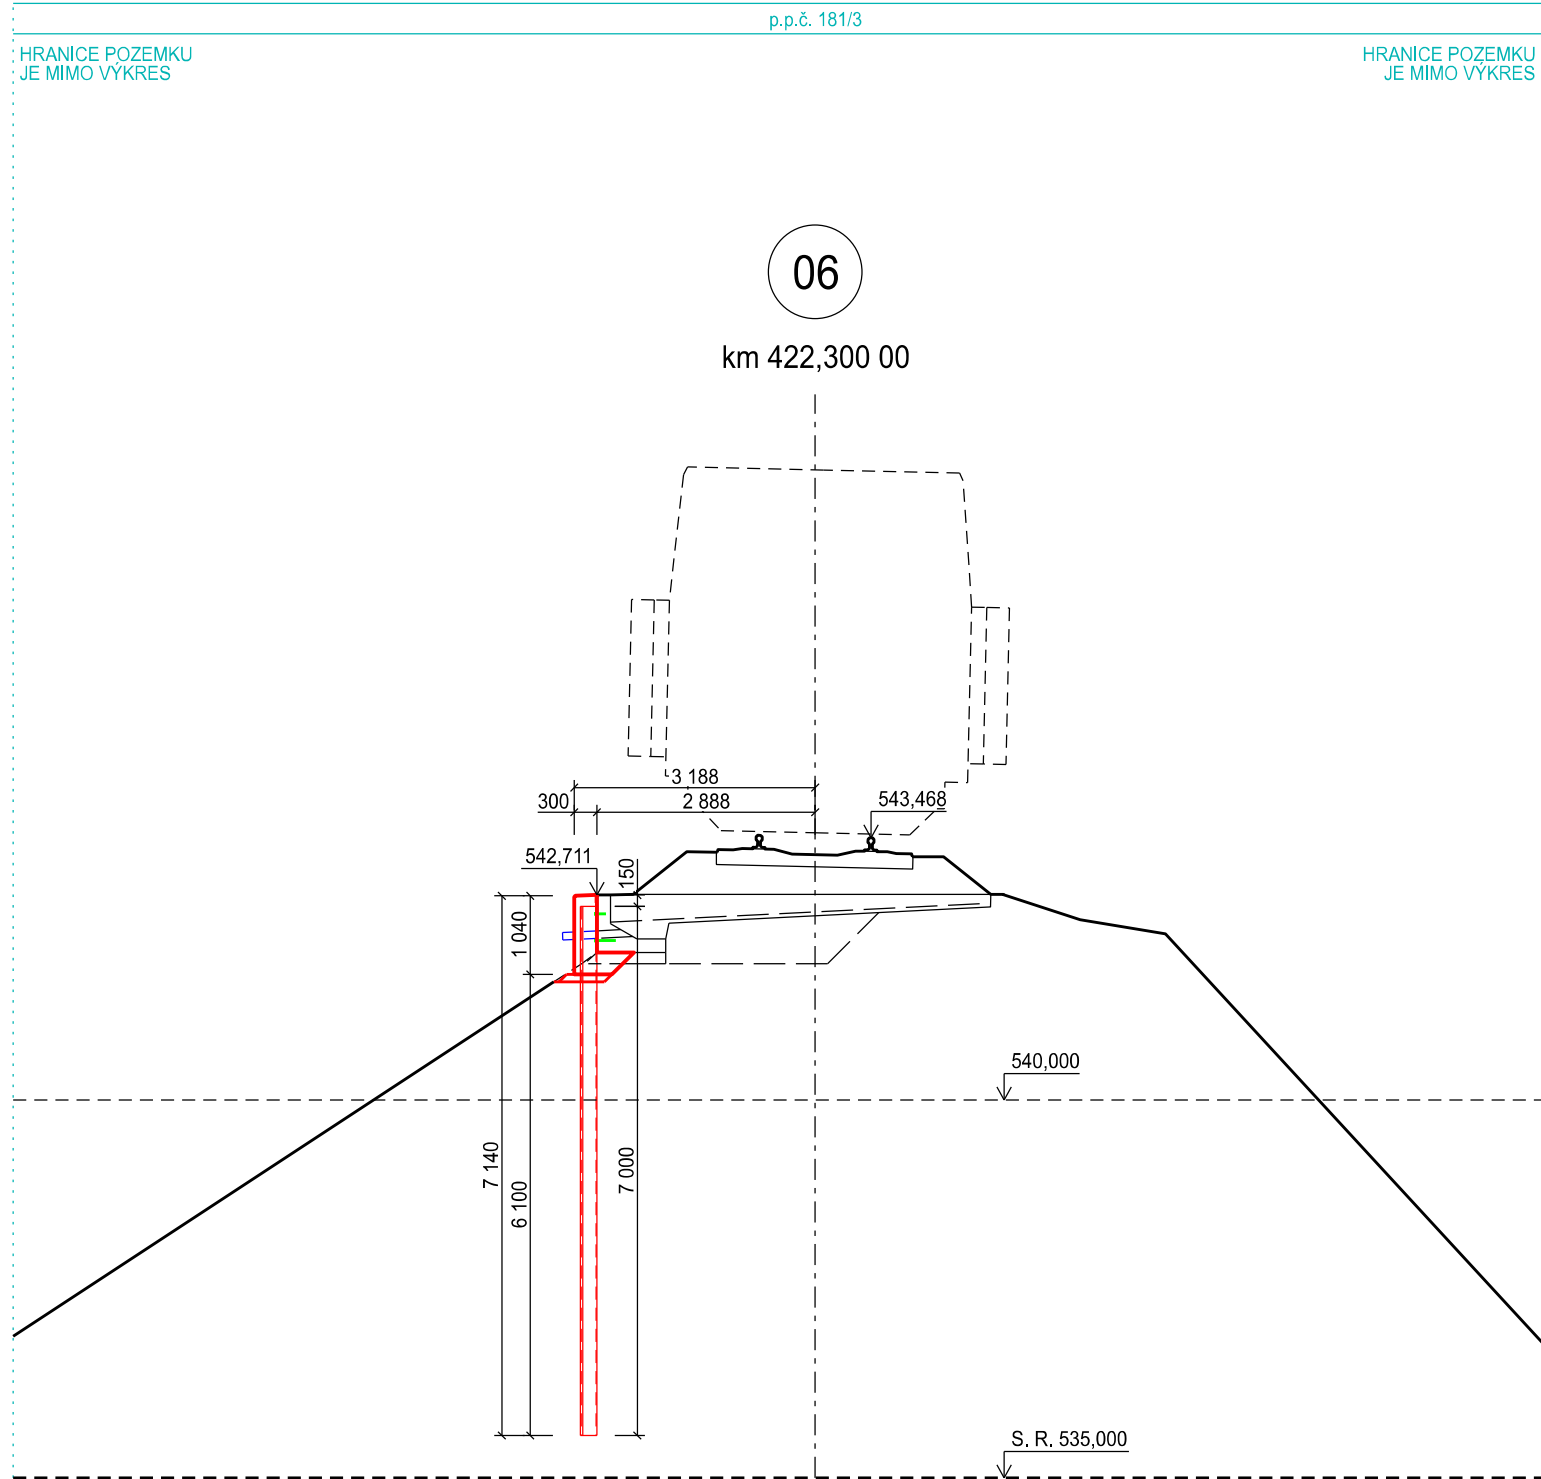 p.p.č. 181/3
HRANICE POZEMKU
JE MIMO VÝKRES
HRANICE POZEMKU
JE MIMO VÝKRES
06
km 422,300 00
3 188
300
2 888
543,468
542,711
150
1 040
540,000
7 140
6 100
7 000
S. R. 535,000